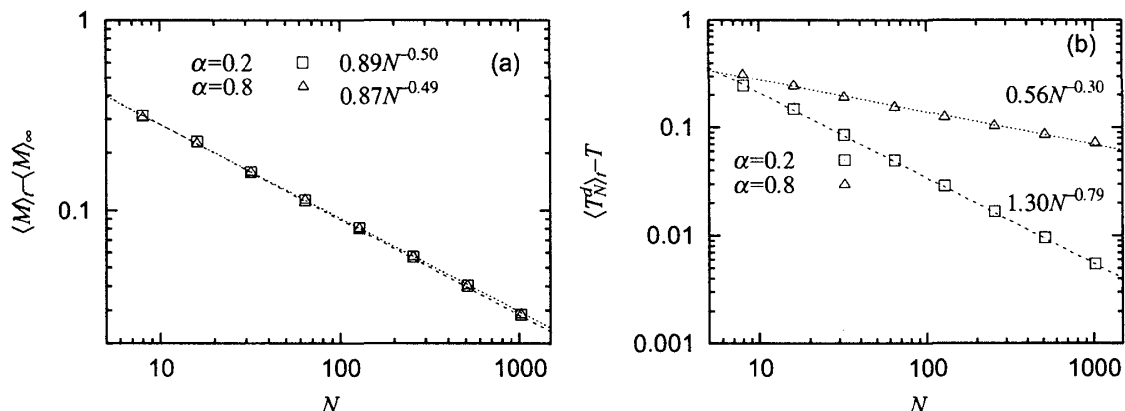 1
0.1
⟨M⟩r-⟨M⟩∞
α=0.2 □ 0.89N^-0.50 (a)
α=0.8 △ 0.87N^-0.49
10 100 1000
N
1
0.1
0.01
0.001
⟨T_N^d⟩r-T
(b)
0.56N^-0.30
α=0.2 □
α=0.8 △
1.30N^-0.79
10 100 1000
N